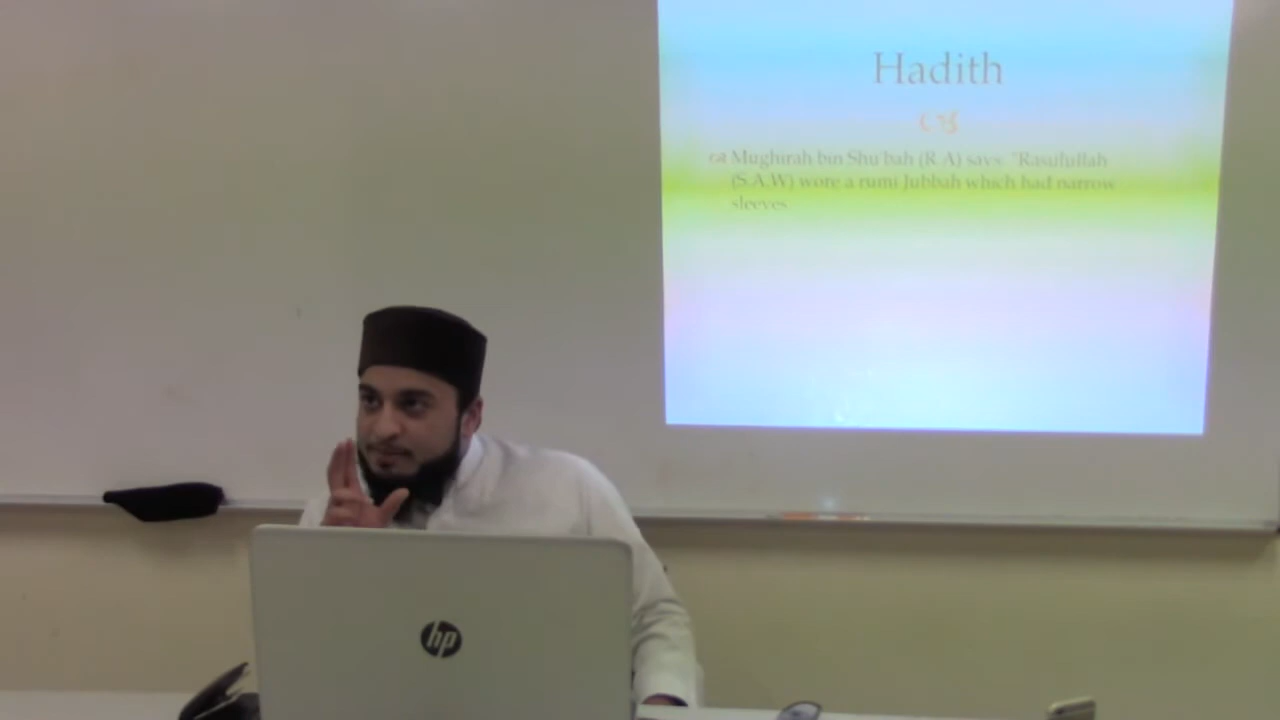 Hadith
Mughirah bin Shu'bah (R.A) says: "Rasulullah
(S.A.W) wore a rumi Jubbah which had narrow
sleeves
hp